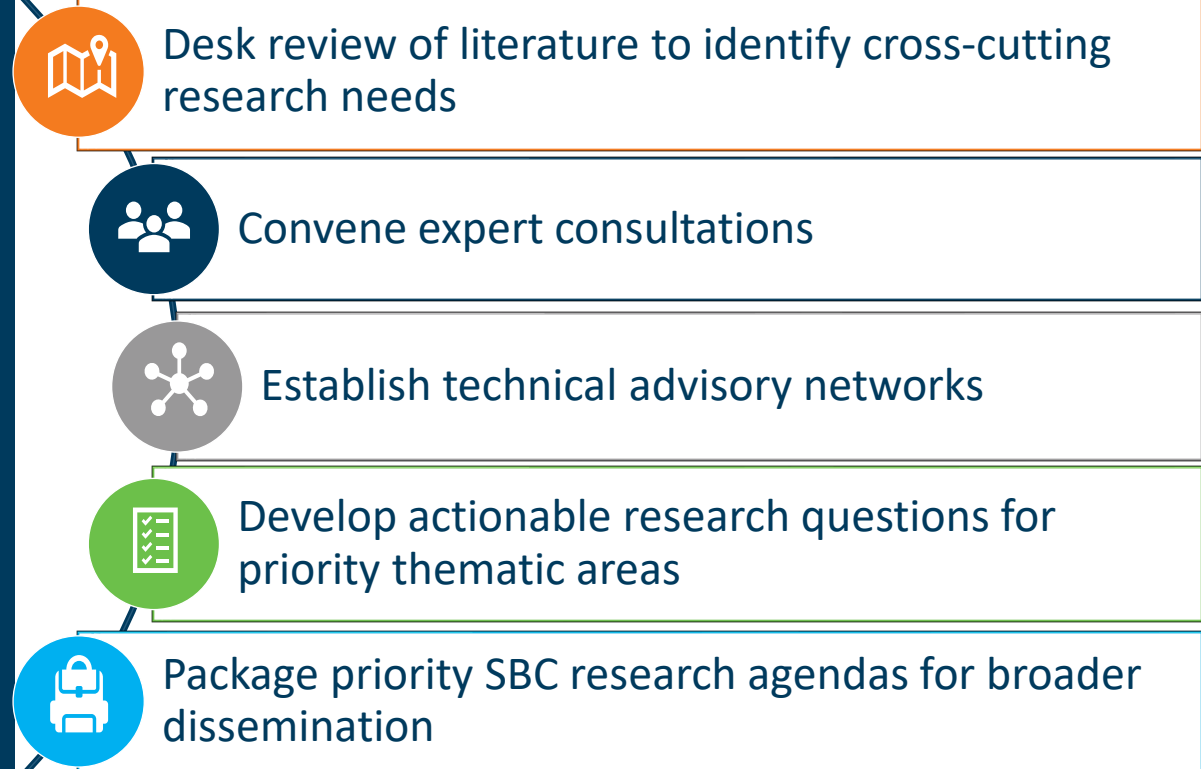 Desk review of literature to identify cross-cutting
research needs
Convene expert consultations
Establish technical advisory networks
Develop actionable research questions for
priority thematic areas
Package priority SBC research agendas for broader
dissemination